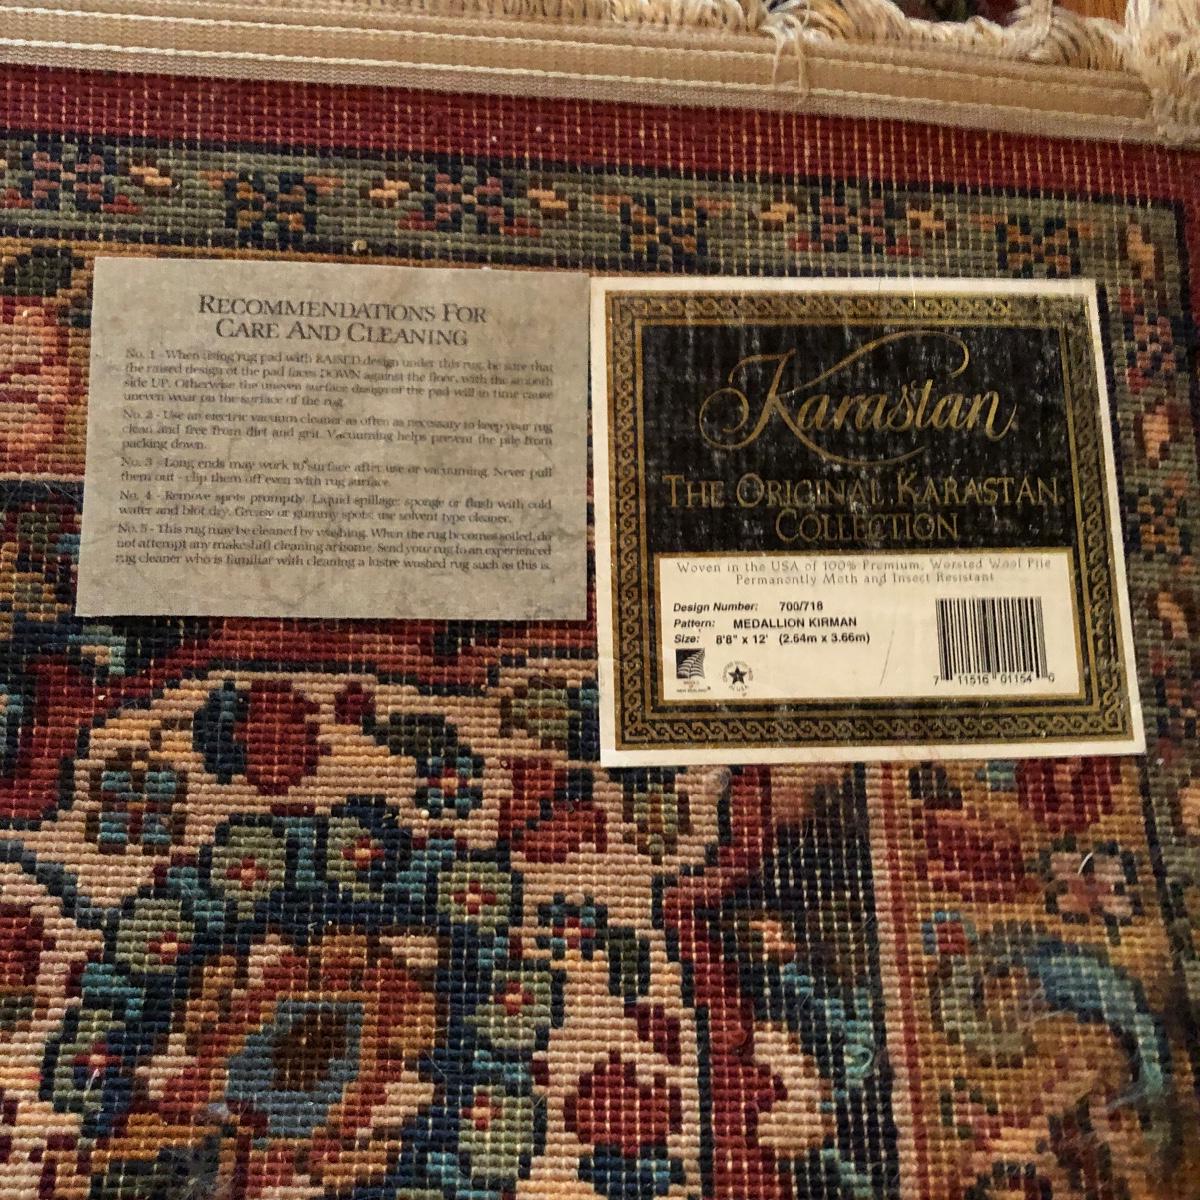 RECOMMENDATIONS FOR
CARE AND CLEANING
No. 1 - When using rug pad with RAISED design under this rug, be sure that
the raised design of the pad faces DOWN against the floor, with the smooth
side UP. Otherwise the uneven surface design of the pad will in time cause
uneven wear on the surface of the rug.
No. 2 - Use an electric vacuum cleaner as often as necessary to keep your rug
clean and free from dirt and grit. Vacuuming helps prevent the pile from
packing down.
No. 3 - Long ends may work to surface after use or vacuuming. Never pull
them out - clip them off even with rug surface.
No. 4 - Remove spots promptly. Liquid spillage: sponge or flush with cold
water and blot dry. Greasy or gummy spots: use solvent type cleaner.
No. 5 - This rug may be cleaned by washing. When the rug becomes soiled, do
not attempt any makeshift cleaning at home. Send your rug to an experienced
rug cleaner who is familiar with cleaning a lustre washed rug such as this is.
Karastan
THE ORIGINAL KARASTAN
COLLECTION
Woven in the USA of 100% Premium, Worsted Wool Pile
Permanently Moth and Insect Resistant
Design Number: 700/718
Pattern: MEDALLION KIRMAN
Size: 8'8" x 12' (2.64m x 3.66m)
7 11516 01154 0